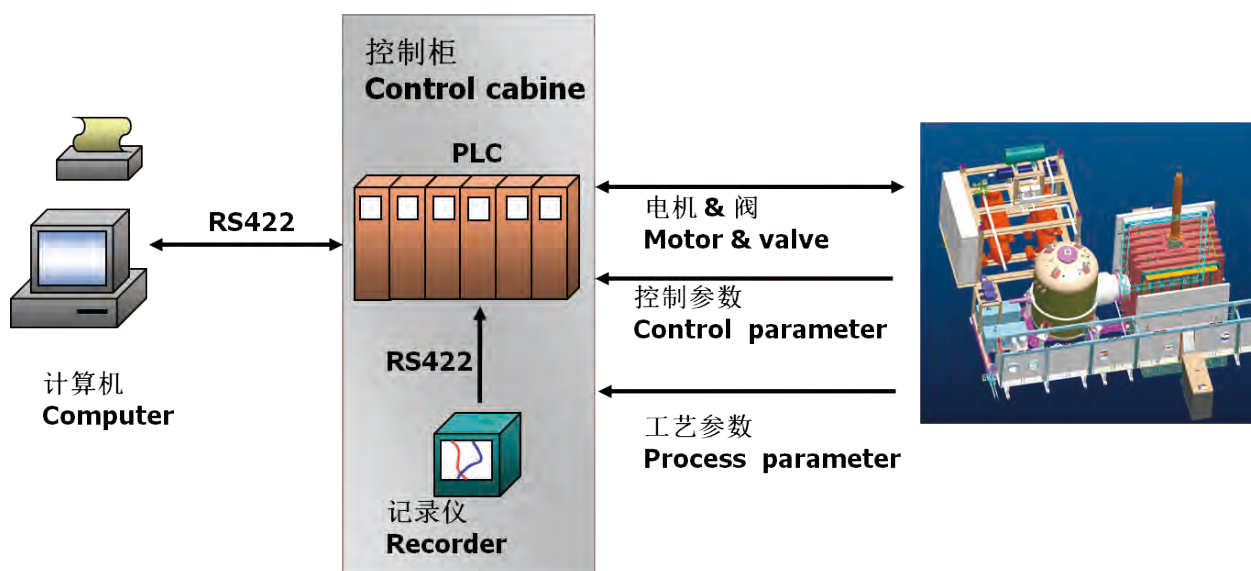 控制柜
Control cabine
PLC
RS422
电机 & 阀
Motor & valve
控制参数
Control parameter
RS422
计算机
Computer
工艺参数
Process parameter
记录仪
Recorder